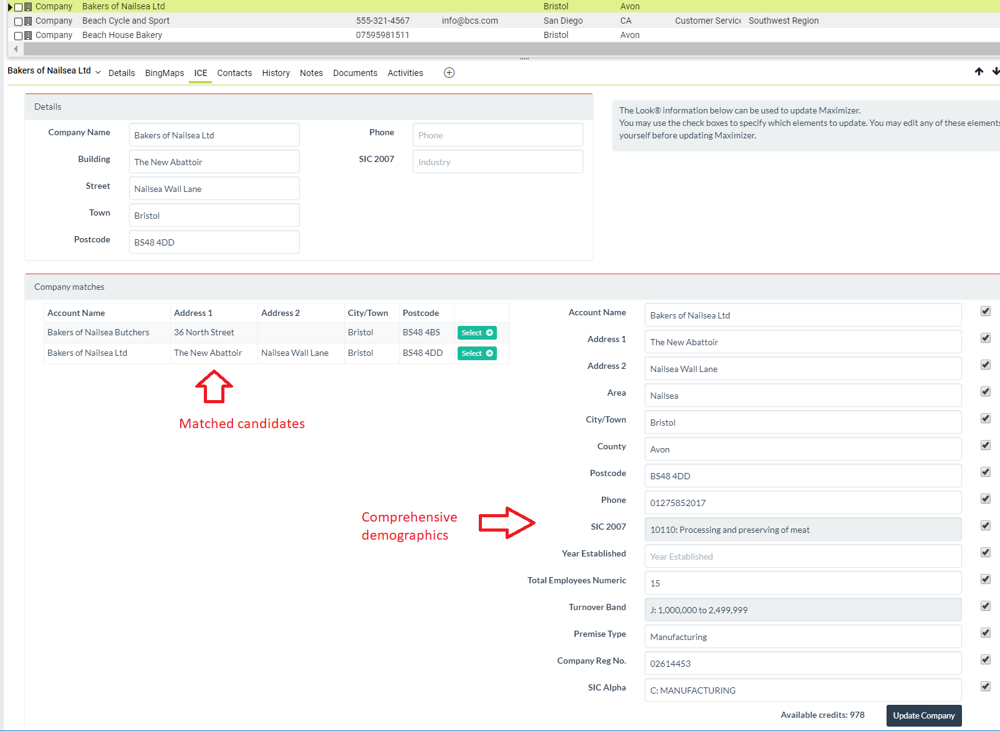 Company Bakers of Nailsea Ltd Bristol Avon
Company Beach Cycle and Sport 555-321-4567 info@bcs.com San Diego CA Customer Service Southwest Region
Company Beach House Bakery 07595981511 Bristol Avon
Bakers of Nailsea Ltd Details BingMaps ICE Contacts History Notes Documents Activities
Details
Company Name Bakers of Nailsea Ltd Phone Phone
Building The New Abattoir SIC 2007 Industry
Street Nailsea Wall Lane
Town Bristol
Postcode BS48 4DD
The Look® information below can be used to update Maximizer.
You may use the check boxes to specify which elements to update. You may edit any of these elements
yourself before updating Maximizer.
Company matches
Account Name Address 1 Address 2 City/Town Postcode
Bakers of Nailsea Butchers 36 North Street Bristol BS48 4BS Select
Bakers of Nailsea Ltd The New Abattoir Nailsea Wall Lane Bristol BS48 4DD Select
Matched candidates
Comprehensive
demographics
Account Name Bakers of Nailsea Ltd
Address 1 The New Abattoir
Address 2 Nailsea Wall Lane
Area Nailsea
City/Town Bristol
County Avon
Postcode BS48 4DD
Phone 01275852017
SIC 2007 10110: Processing and preserving of meat
Year Established Year Established
Total Employees Numeric 15
Turnover Band J: 1,000,000 to 2,499,999
Premise Type Manufacturing
Company Reg No. 02614453
SIC Alpha C: MANUFACTURING
Available credits: 978 Update Company